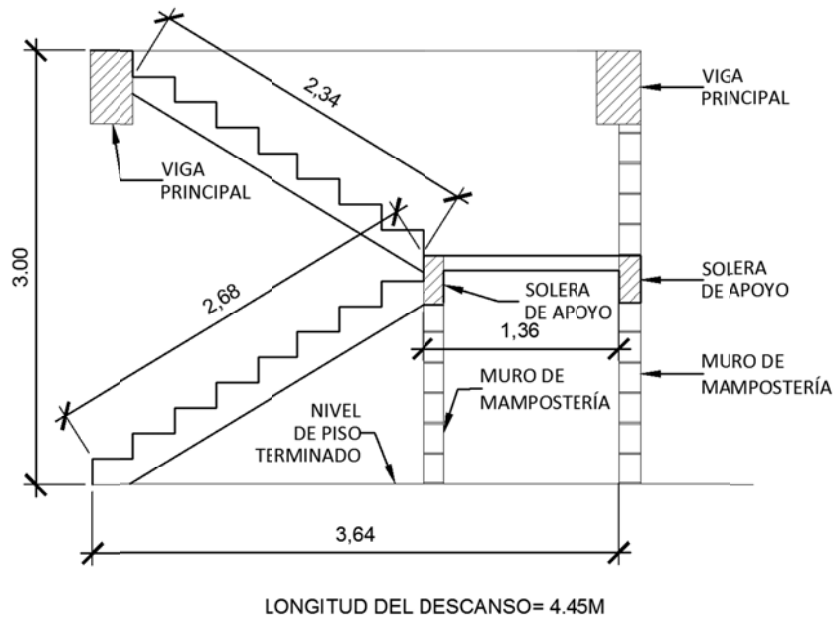 2,34
VIGA
PRINCIPAL
VIGA
PRINCIPAL
3.00
2,68
SOLERA
DE APOYO
SOLERA
DE APOYO
1,36
MURO DE
MAMPOSTERÍA
MURO DE
MAMPOSTERÍA
NIVEL
DE PISO
TERMINADO
3,64
LONGITUD DEL DESCANSO= 4.45M